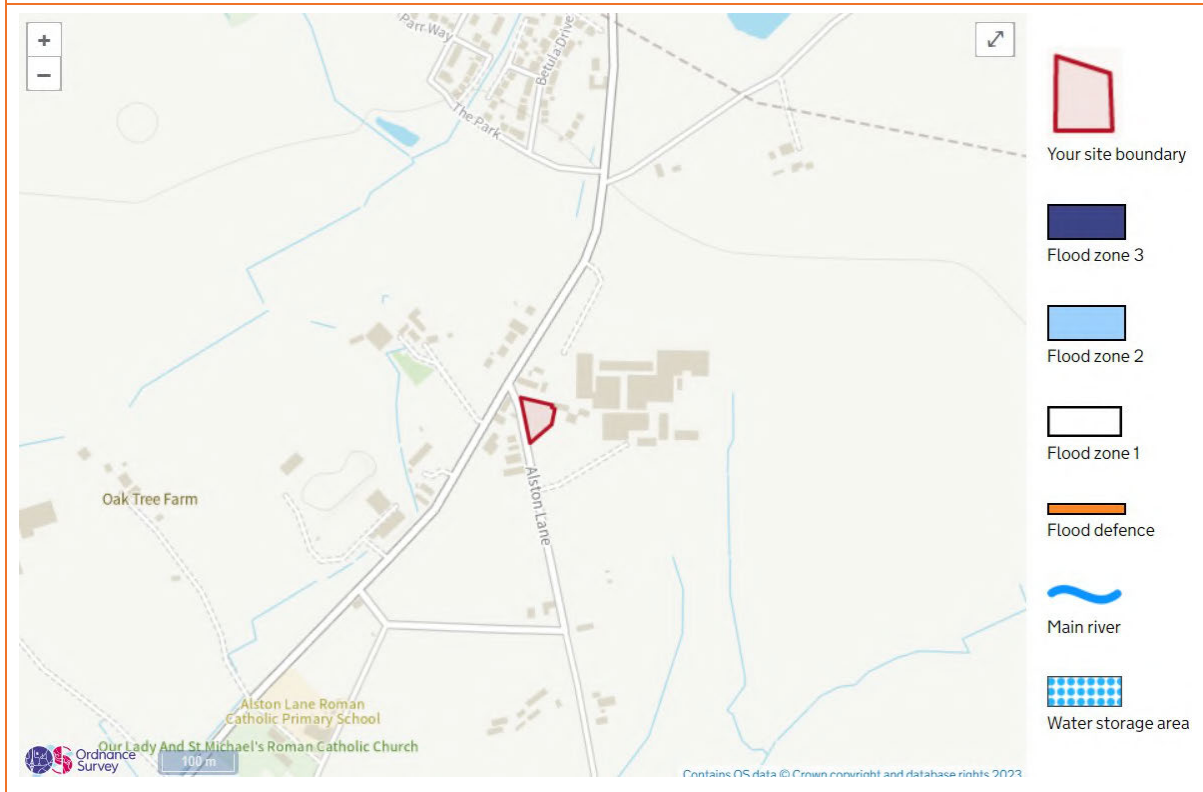 +
−
Parr Way
Betula Drive
The Park
Oak Tree Farm
Alston Lane
Alston Lane Roman
Catholic Primary School
Our Lady And St Michael's Roman Catholic Church
Ordnance
Survey
100 m
Contains OS data © Crown copyright and database rights 2023
Your site boundary
Flood zone 3
Flood zone 2
Flood zone 1
Flood defence
Main river
Water storage area